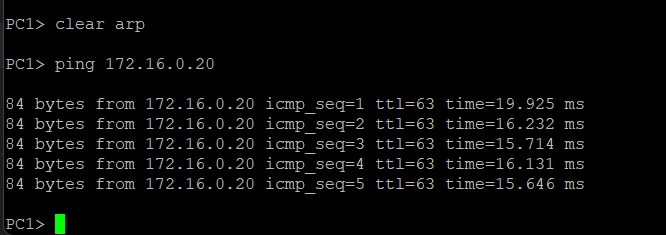 PC1> clear arp
PC1> ping 172.16.0.20
84 bytes from 172.16.0.20 icmp_seq=1 ttl=63 time=19.925 ms
84 bytes from 172.16.0.20 icmp_seq=2 ttl=63 time=16.232 ms
84 bytes from 172.16.0.20 icmp_seq=3 ttl=63 time=15.714 ms
84 bytes from 172.16.0.20 icmp_seq=4 ttl=63 time=16.131 ms
84 bytes from 172.16.0.20 icmp_seq=5 ttl=63 time=15.646 ms
PC1>